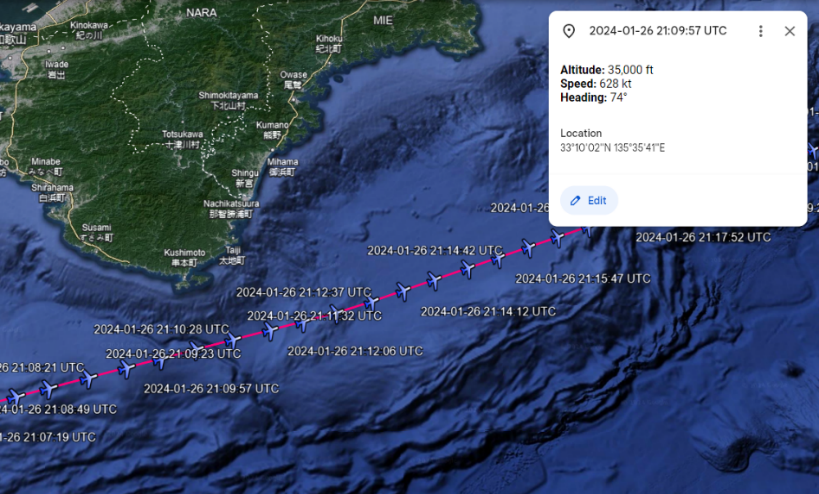 kayama
和歌山
Kinokawa
紀の川
NARA
MIE
Kihoku
紀北町
Iwade
岩出
Owase
尾鷲
Shimokitayama
下北山村
Totsukawa
十津川村
Kumano
熊野
Minabe
みなべ町
Mihama
御浜町
Shirahama
白浜町
Shingu
新宮
Nachikatsuura
那智勝浦町
Susami
すさみ町
Kushimoto
串本町
Taiji
太地町
2024-01-26 21:09:57 UTC
Altitude: 35,000 ft
Speed: 628 kt
Heading: 74°
Location
33°10'02"N 135°35'41"E
Edit
2024-01-26
2024-01-26 21:17:52 UTC
2024-01-26 21:14:42 UTC
2024-01-26 21:15:47 UTC
2024-01-26 21:12:37 UTC
2024-01-26 21:11:32 UTC
2024-01-26 21:14:12 UTC
2024-01-26 21:10:28 UTC
2024-01-26 21:09:23 UTC
2024-01-26 21:12:06 UTC
26 21:08:21 UTC
2024-01-26 21:09:57 UTC
4-01-26 21:08:49 UTC
1-26 21:07:19 UTC